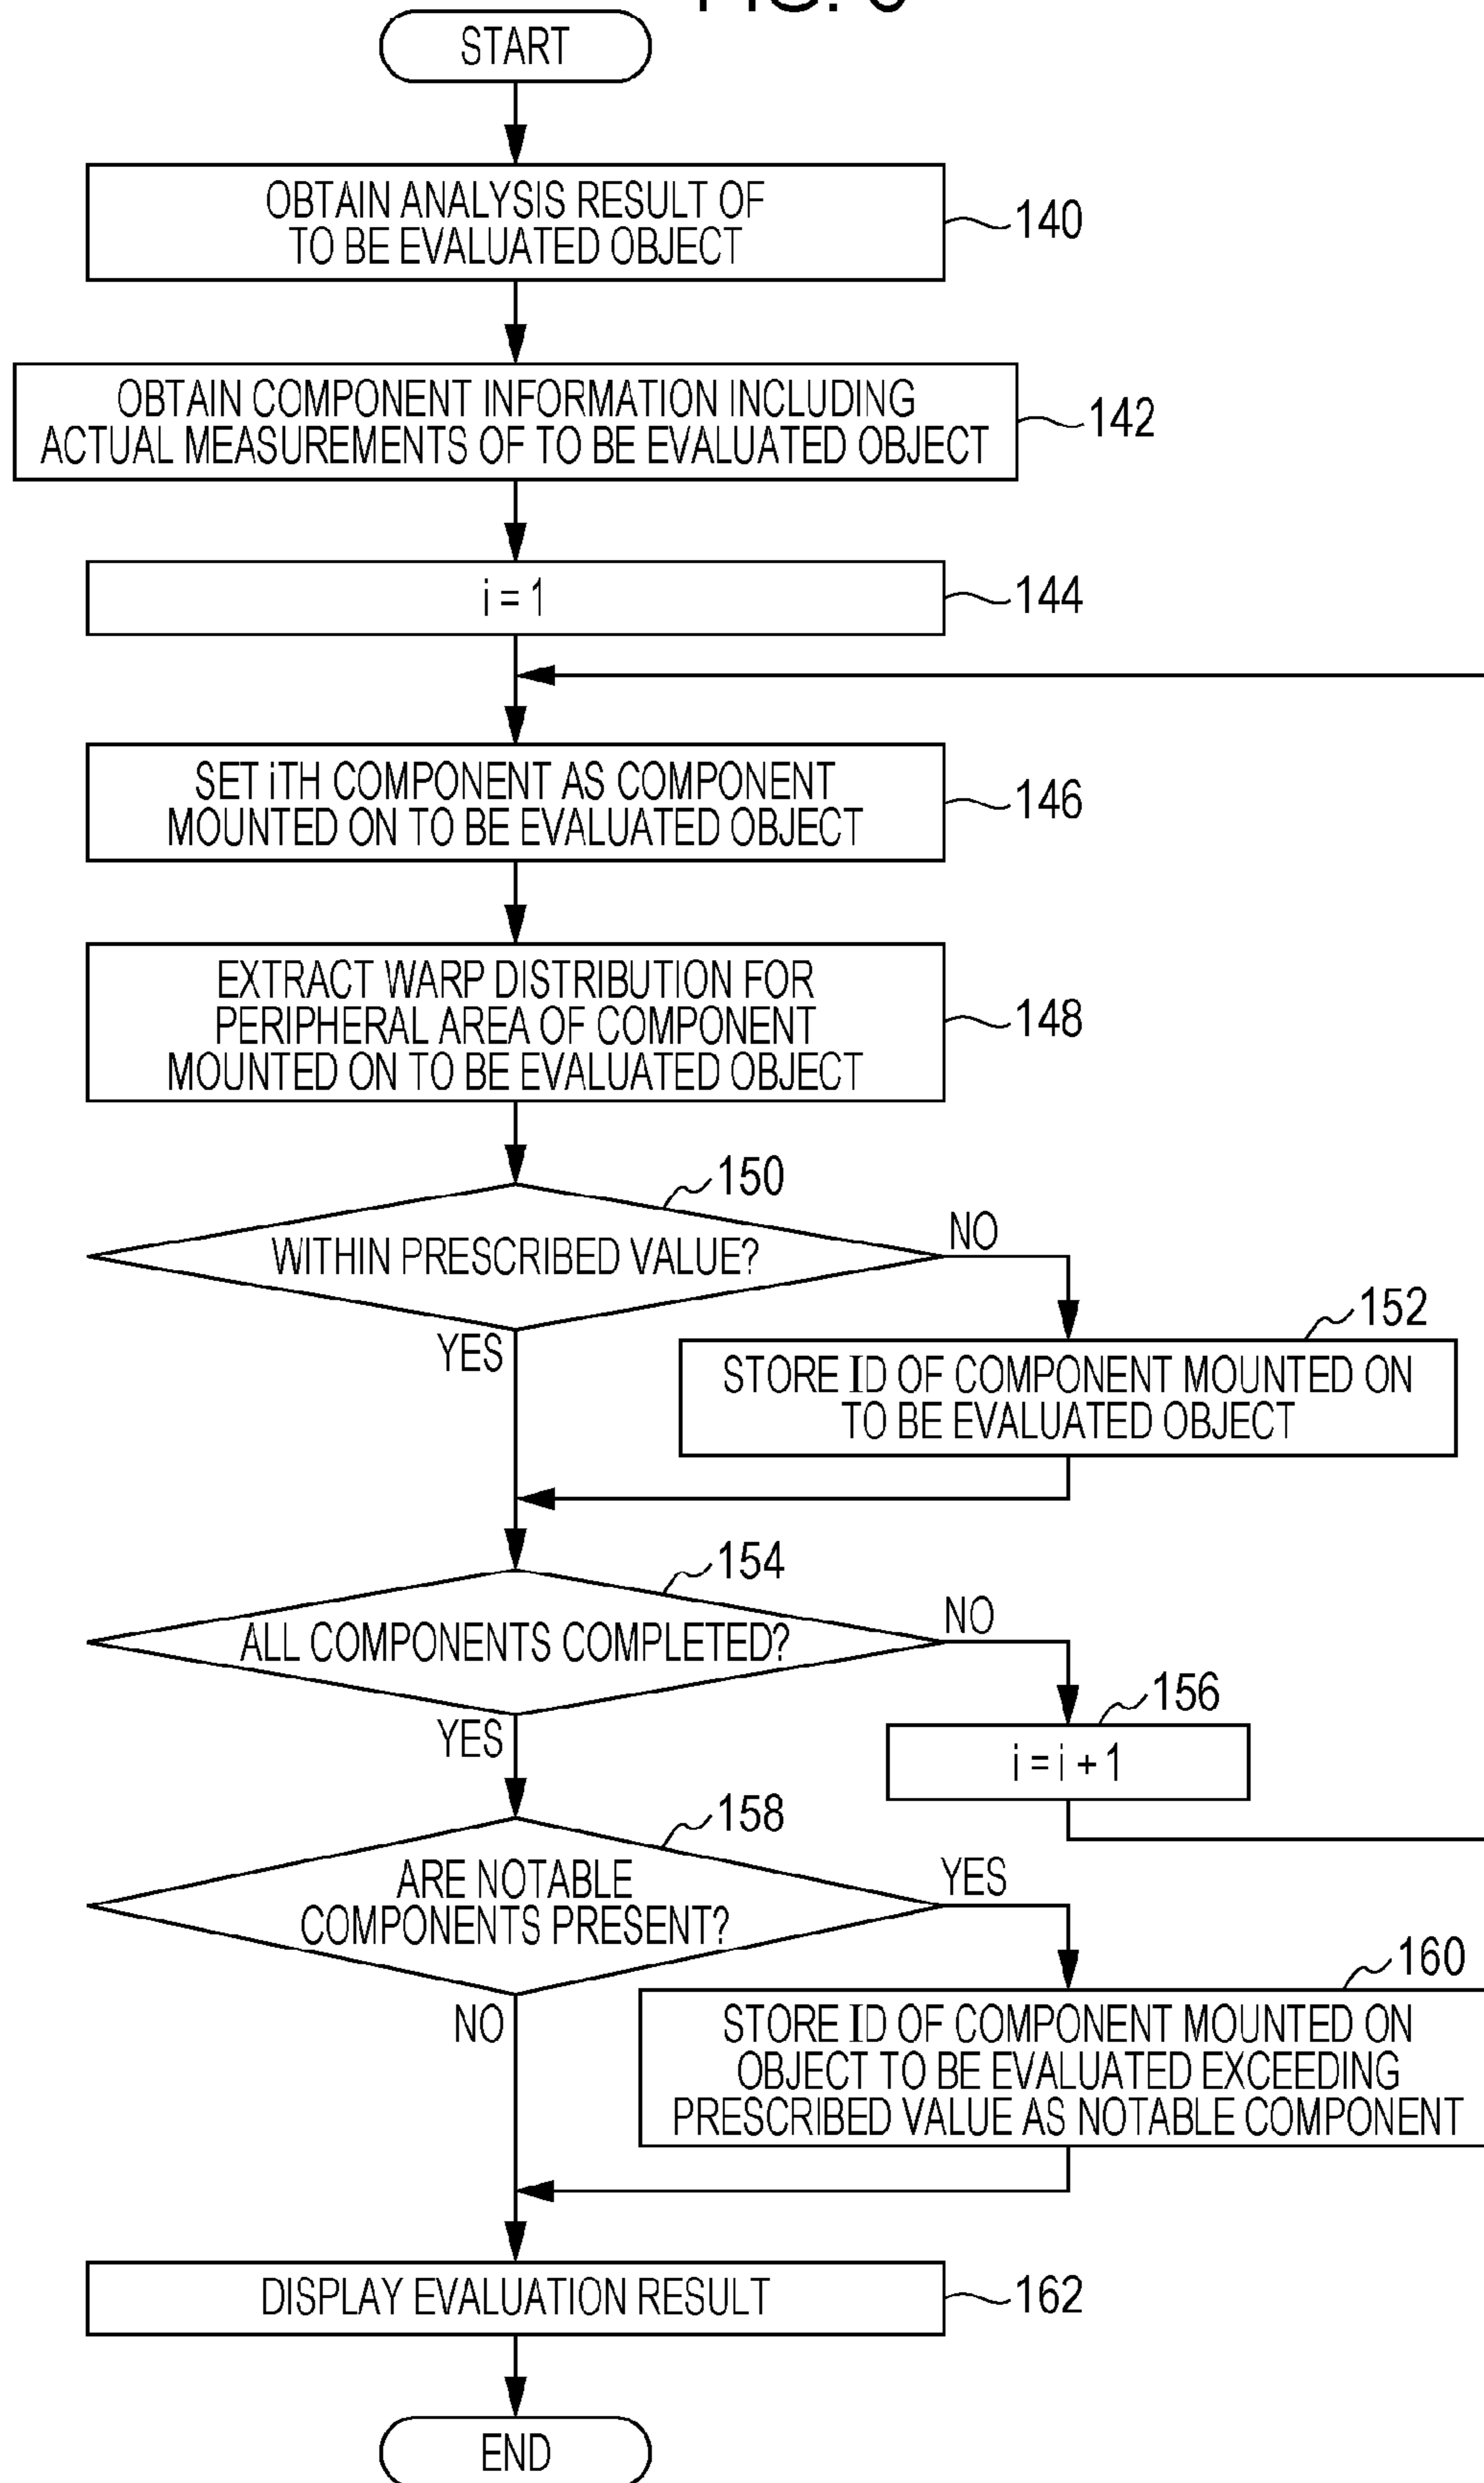 START
OBTAIN ANALYSIS RESULT OF
TO BE EVALUATED OBJECT
140
OBTAIN COMPONENT INFORMATION INCLUDING
ACTUAL MEASUREMENTS OF TO BE EVALUATED OBJECT
142
i = 1
144
SET iTH COMPONENT AS COMPONENT
MOUNTED ON TO BE EVALUATED OBJECT
146
EXTRACT WARP DISTRIBUTION FOR
PERIPHERAL AREA OF COMPONENT
MOUNTED ON TO BE EVALUATED OBJECT
148
150
WITHIN PRESCRIBED VALUE?
NO
YES
152
STORE ID OF COMPONENT MOUNTED ON
TO BE EVALUATED OBJECT
154
ALL COMPONENTS COMPLETED?
NO
YES
156
i = i + 1
158
ARE NOTABLE
COMPONENTS PRESENT?
YES
NO
160
STORE ID OF COMPONENT MOUNTED ON
OBJECT TO BE EVALUATED EXCEEDING
PRESCRIBED VALUE AS NOTABLE COMPONENT
DISPLAY EVALUATION RESULT
162
END